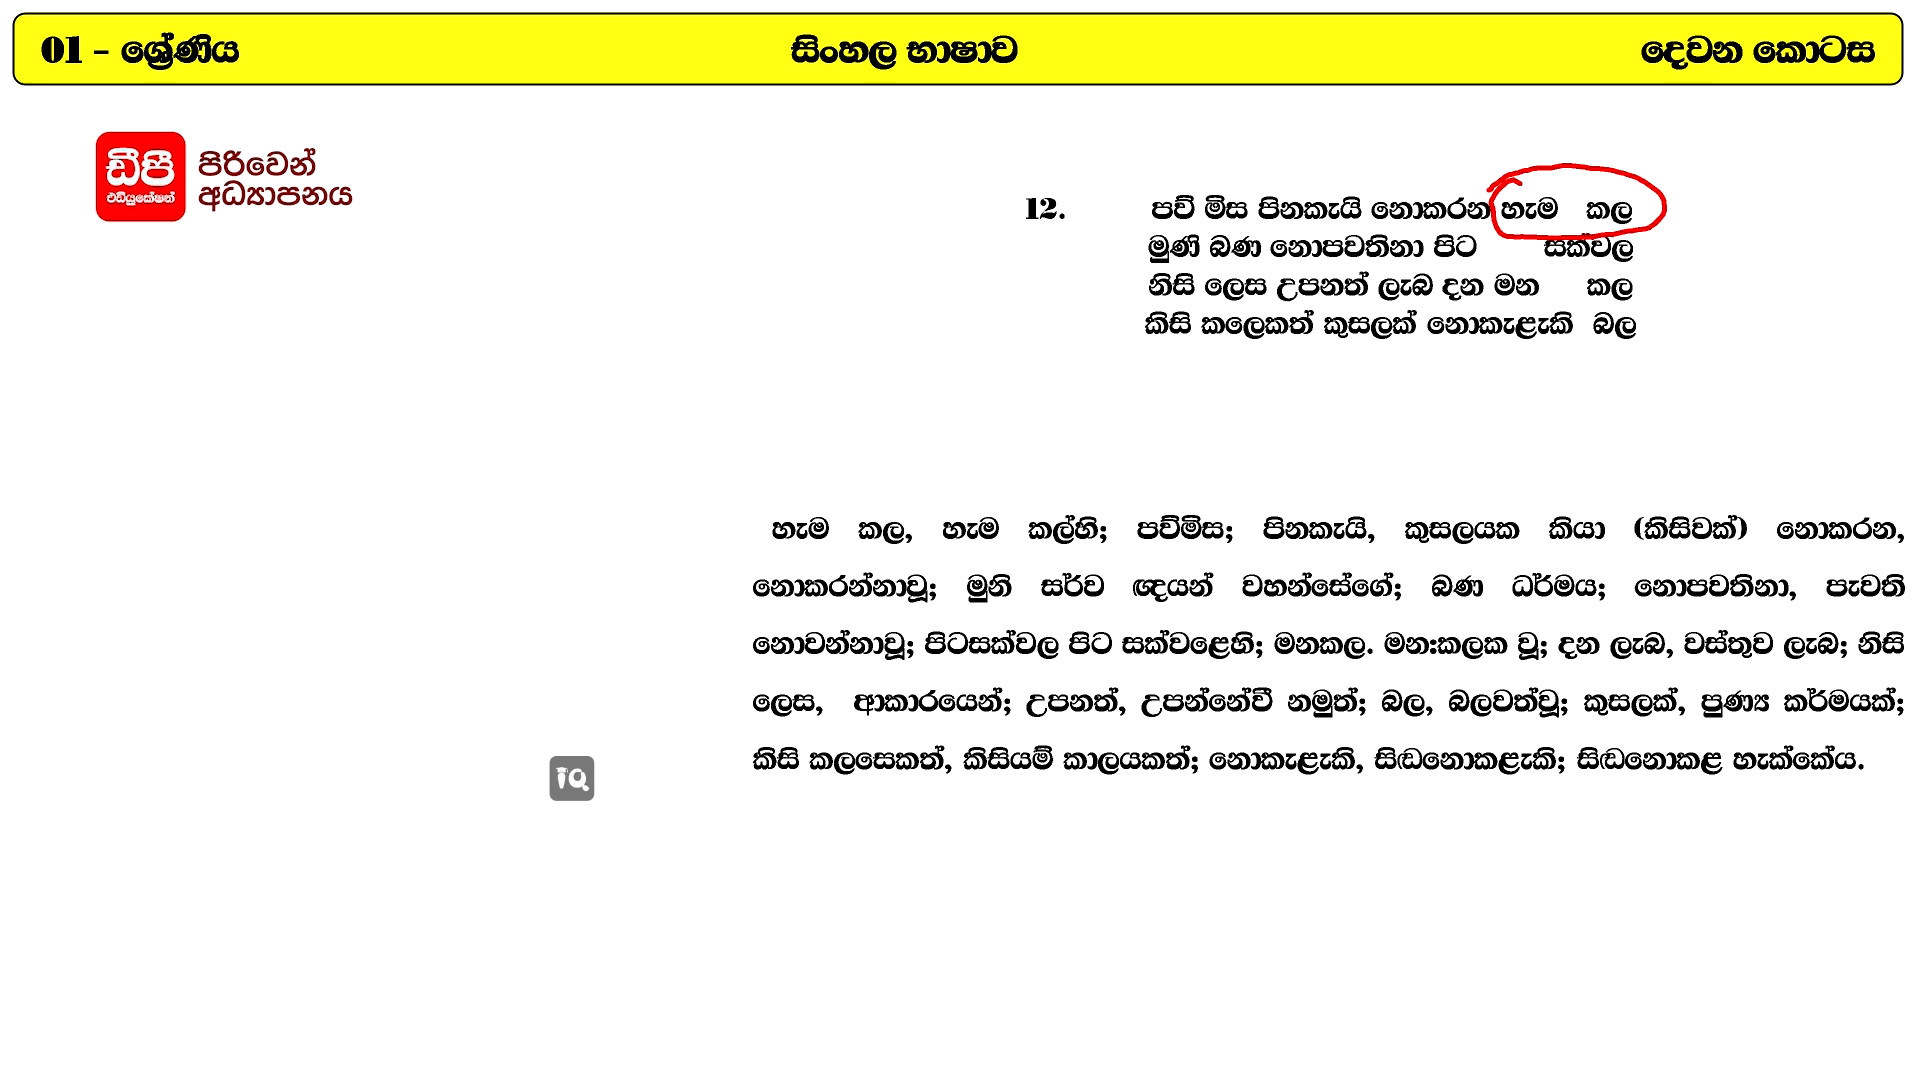 01 - ශ්‍රේණිය සිංහල භාෂාව දෙවන කොටස
ඩීපී
එඩියුකේෂන්
පිරිවෙන්
අධ්‍යාපනය
12. පව් මිස පිනකැයි නොකරන හැම කල
මුණි බණ නොපවතිනා පිට සක්වල
නිසි ලෙස උපනත් ලැබ දන මන කල
කිසි කලෙකත් කුසලක් නොකැළැකි බල
හැම කල, හැම කල්හි; පව්මිස; පිනකැයි, කුසලයක කියා (කිසිවක්) නොකරන,
නොකරන්නාවූ; මුනි සර්ව ඥයන් වහන්සේගේ; බණ ධර්මය; නොපවතිනා, පැවති
නොවන්නාවූ; පිටසක්වල පිට සක්වළෙහි; මනකල. මනඃකලක වූ; දන ලැබ, වස්තුව ලැබ; නිසි
ලෙස, ආකාරයෙන්; උපනත්, උපන්නේවී නමුත්; බල, බලවත්වූ; කුසලක්, පුණ්‍ය කර්මයක්;
කිසි කලසෙකත්, කිසියම් කාලයකත්; නොකැළැකි, සිඬනොකළැකි; සිඬනොකළ හැක්කේය.
iQ